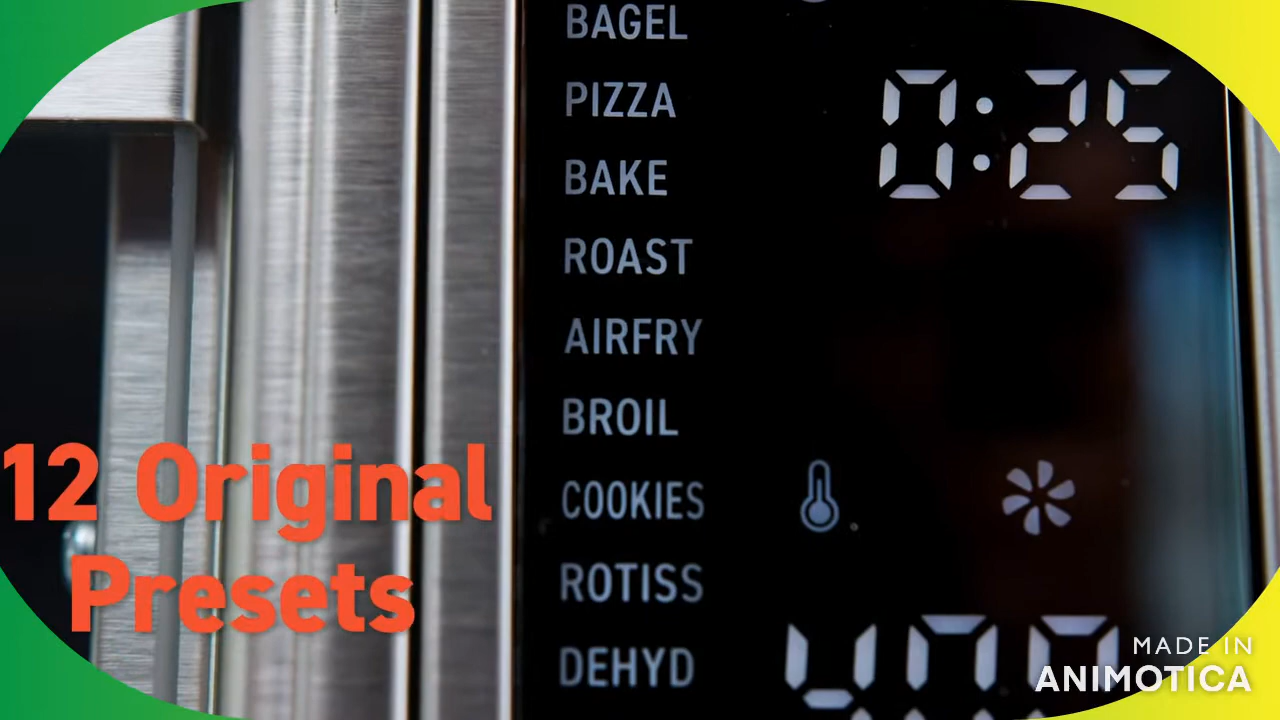 BAGEL
PIZZA
0:25
BAKE
ROAST
AIRFRY
BROIL
12 Original
Presets
COOKIES
ROTISS
DEHYD
MADE IN
ANIMOTICA